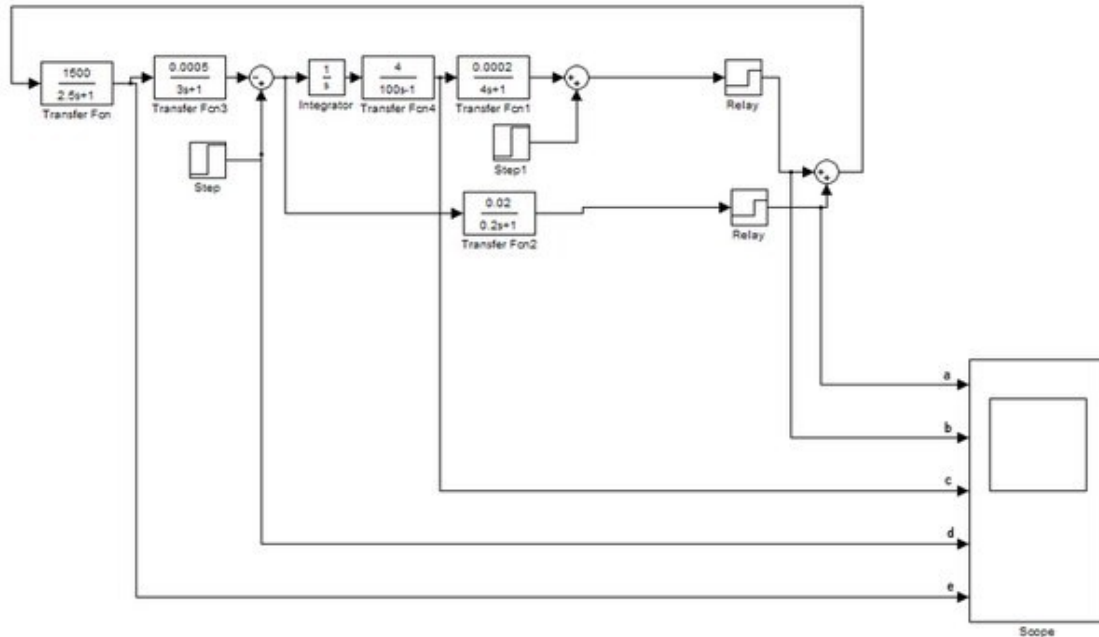 1500
2.5s+1
Transfer Fcn
0.0005
3s+1
Transfer Fcn3
1
s
Integrator
4
100s-1
Transfer Fcn4
0.0002
4s+1
Transfer Fcn1
Relay
Step
Step1
0.02
0.2s+1
Transfer Fcn2
Relay
a
b
c
d
e
Scope